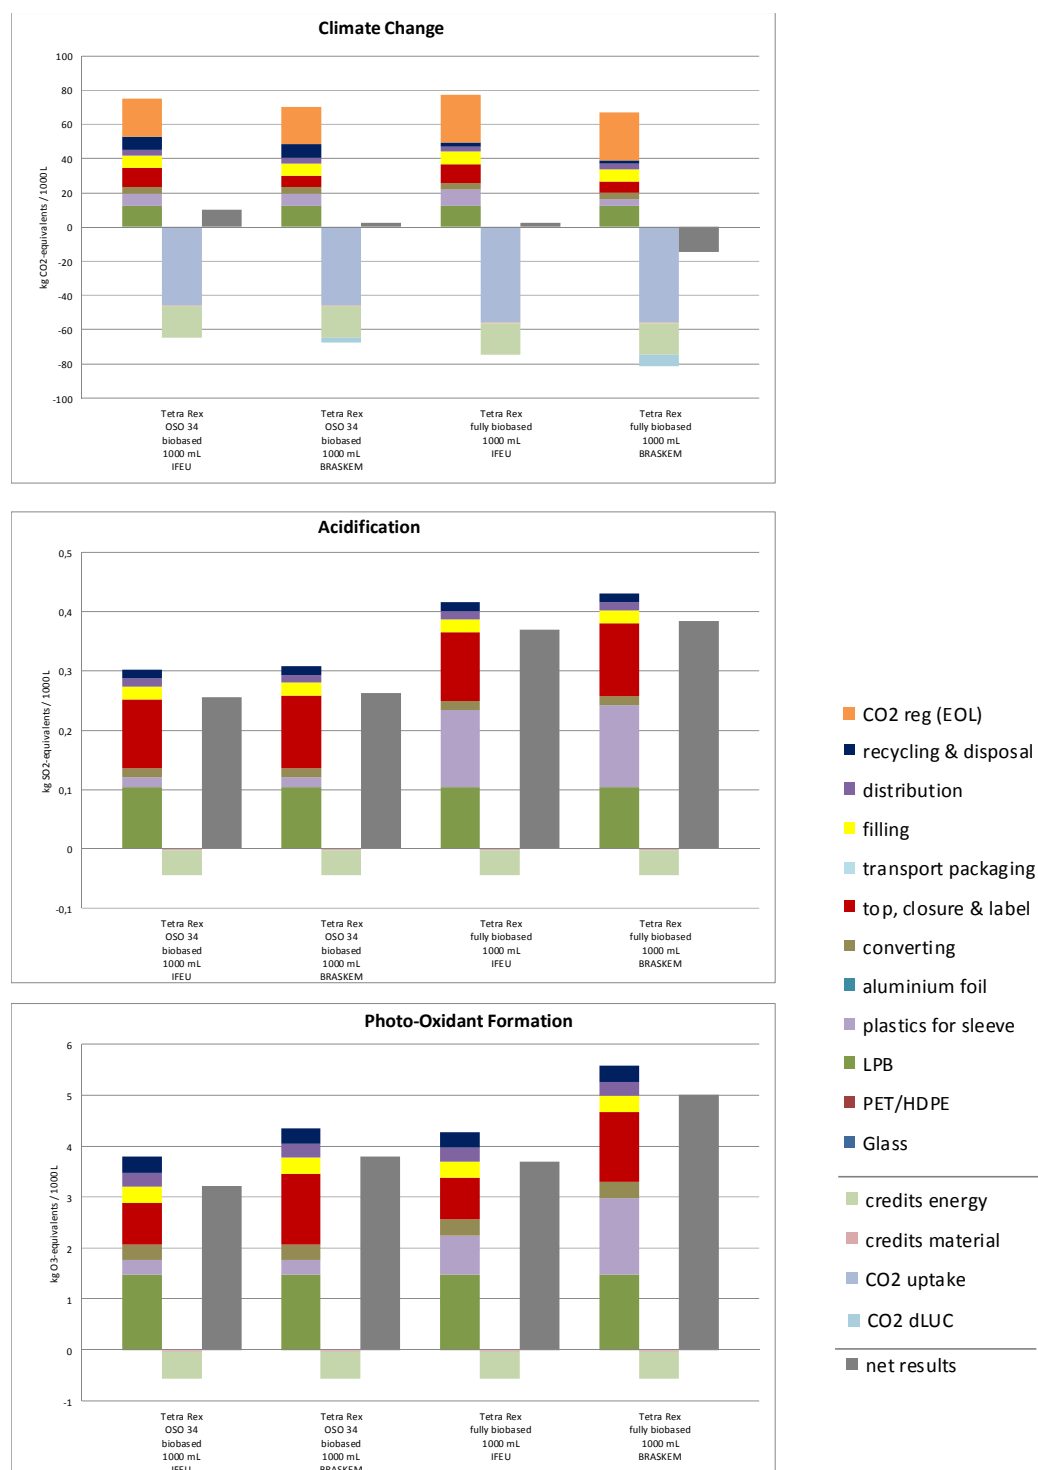 Climate Change
kg CO2-equivalents / 1000L
100
80
60
40
20
0
-20
-40
-60
-80
-100
Tetra Rex
OSO 34
biobased
1000 mL
IFEU
Tetra Rex
OSO 34
biobased
1000 mL
BRASKEM
Tetra Rex
fully biobased
1000 mL
IFEU
Tetra Rex
fully biobased
1000 mL
BRASKEM
Acidification
kg SO2-equivalents / 1000L
0,5
0,4
0,3
0,2
0,1
0
-0,1
Tetra Rex
OSO 34
biobased
1000 mL
IFEU
Tetra Rex
OSO 34
biobased
1000 mL
BRASKEM
Tetra Rex
fully biobased
1000 mL
IFEU
Tetra Rex
fully biobased
1000 mL
BRASKEM
Photo-Oxidant Formation
kg O3-equivalents / 1000L
6
5
4
3
2
1
0
-1
Tetra Rex
OSO 34
biobased
1000 mL
IFEU
Tetra Rex
OSO 34
biobased
1000 mL
BRASKEM
Tetra Rex
fully biobased
1000 mL
IFEU
Tetra Rex
fully biobased
1000 mL
BRASKEM
CO2 reg (EOL)
recycling & disposal
distribution
filling
transport packaging
top, closure & label
converting
aluminium foil
plastics for sleeve
LPB
PET/HDPE
Glass
credits energy
credits material
CO2 uptake
CO2 dLUC
net results